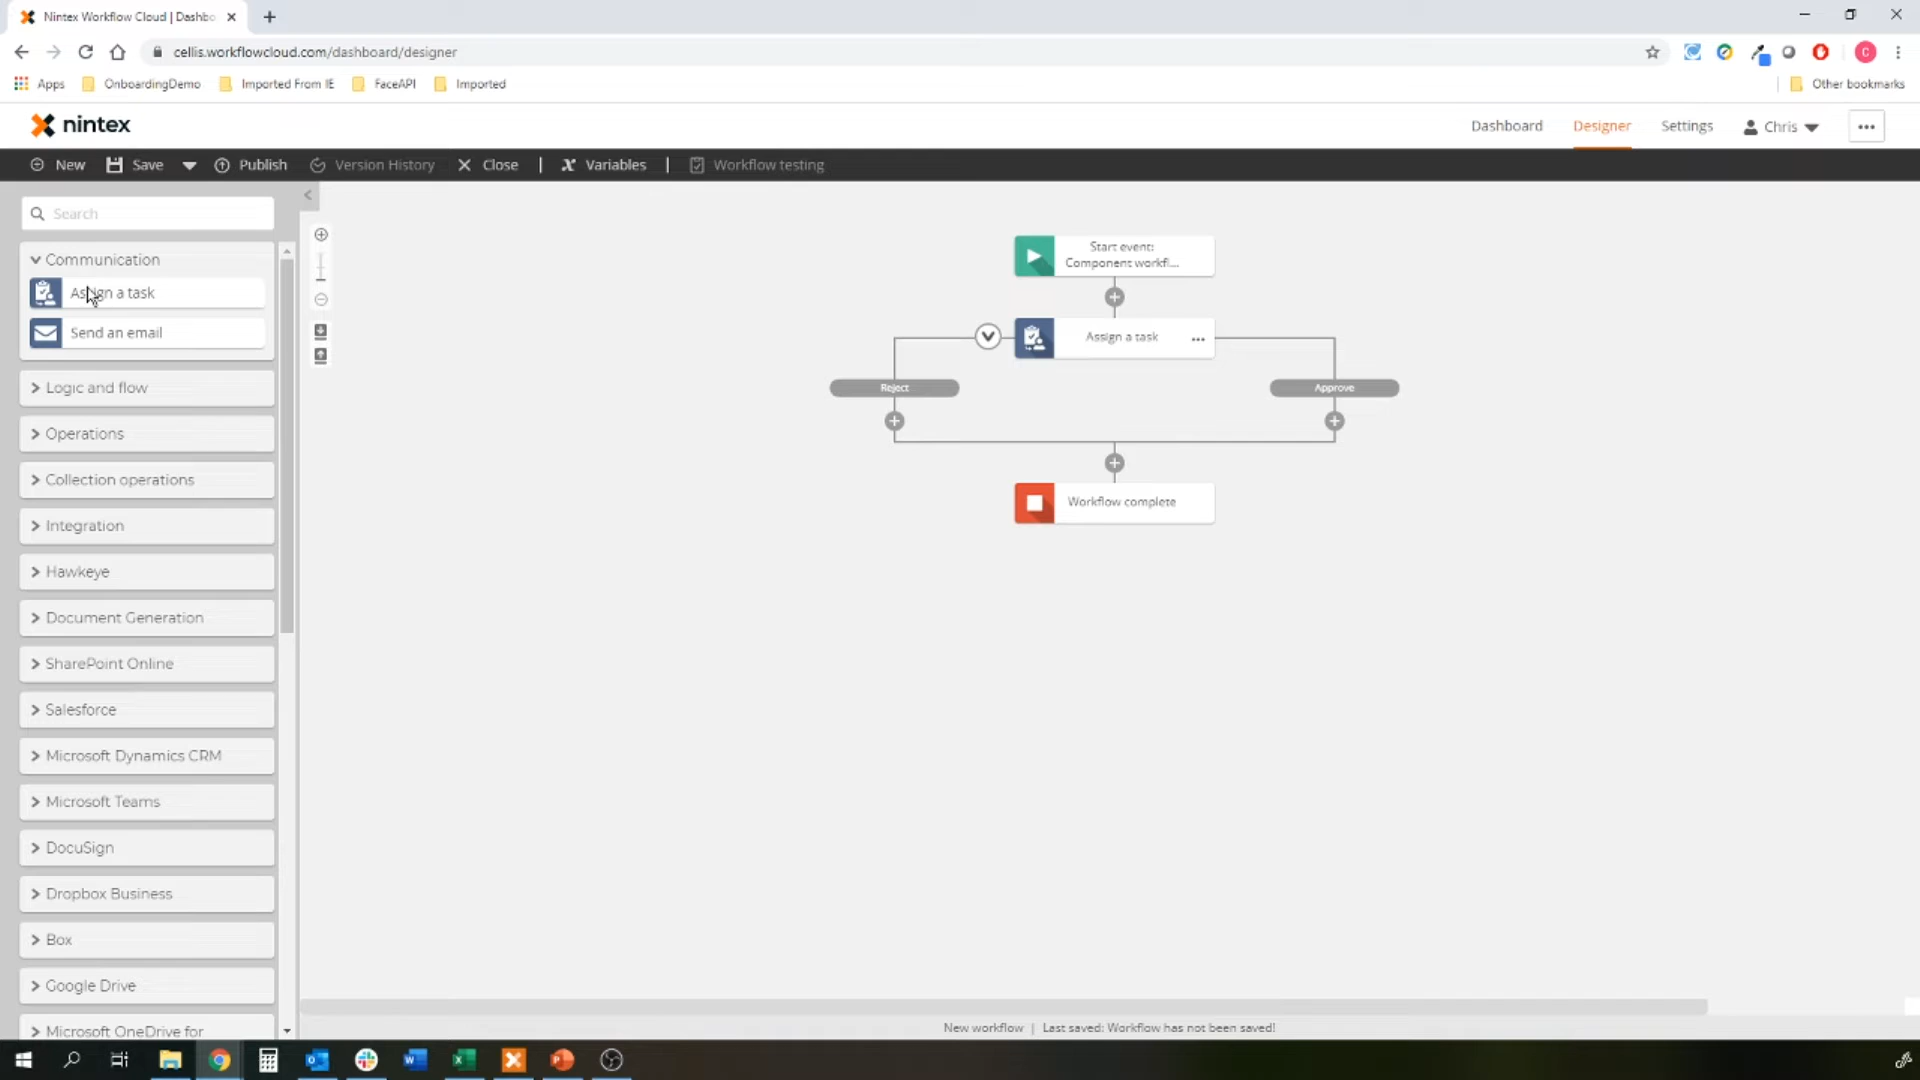 Nintex Workflow Cloud | Dashbo
cellis.workflowcloud.com/dashboard/designer
Apps
OnboardingDemo
Imported From IE
FaceAPI
Imported
Other bookmarks
nintex
Dashboard
Designer
Settings
Chris
New
Save
Publish
Version History
Close
Variables
Workflow testing
Search
Communication
Assign a task
Send an email
Logic and flow
Operations
Collection operations
Integration
Hawkeye
Document Generation
SharePoint Online
Salesforce
Microsoft Dynamics CRM
Microsoft Teams
DocuSign
Dropbox Business
Box
Google Drive
Microsoft OneDrive for
Start event:
Component workfl...
Assign a task
Reject
Approve
Workflow complete
New workflow | Last saved: Workflow has not been saved!